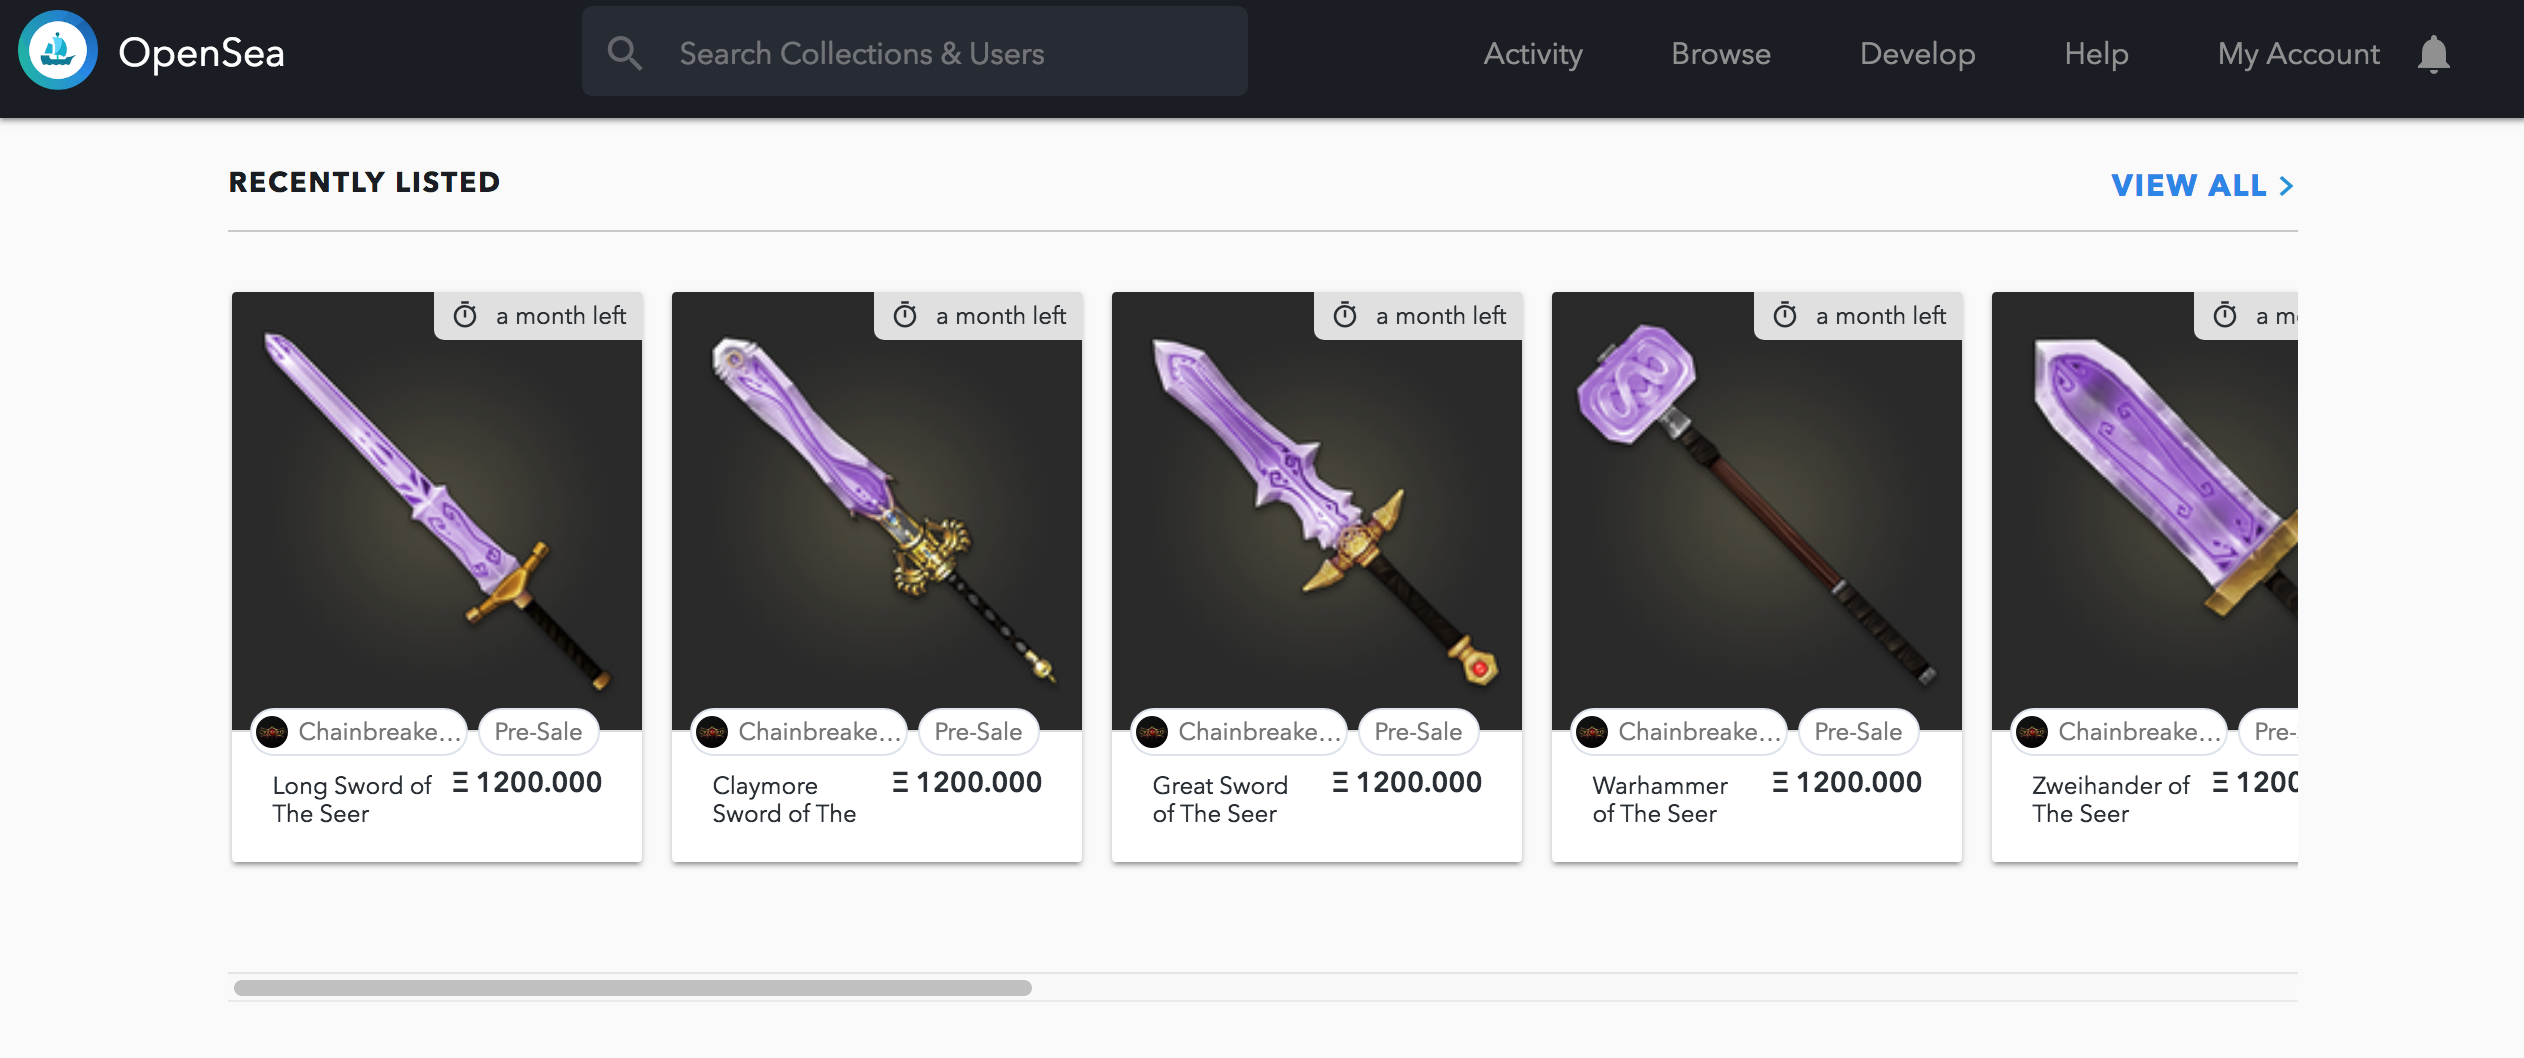 OpenSea
Search Collections & Users
Activity
Browse
Develop
Help
My Account
RECENTLY LISTED
VIEW ALL >
a month left
a month left
a month left
a month left
a m
Chainbreake...
Pre-Sale
Long Sword of
The Seer
Ξ 1200.000
Chainbreake...
Pre-Sale
Claymore
Sword of The
Ξ 1200.000
Chainbreake...
Pre-Sale
Great Sword
of The Seer
Ξ 1200.000
Chainbreake...
Pre-Sale
Warhammer
of The Seer
Ξ 1200.000
Chainbreake...
Pre-
Zweihander of
The Seer
Ξ 1200